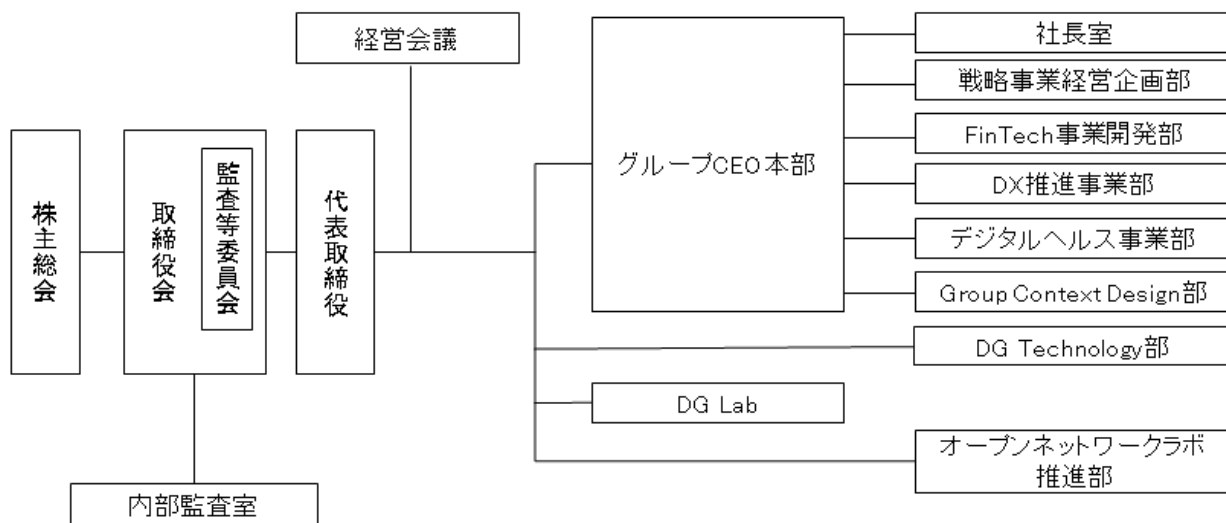 経営会議
株主総会
取締役会
監査等委員会
代表取締役
内部監査室
グループCEO本部
社長室
戦略事業経営企画部
FinTech事業開発部
DX推進事業部
デジタルヘルス事業部
Group Context Design部
DG Technology部
DG Lab
オープンネットワークラボ
推進部